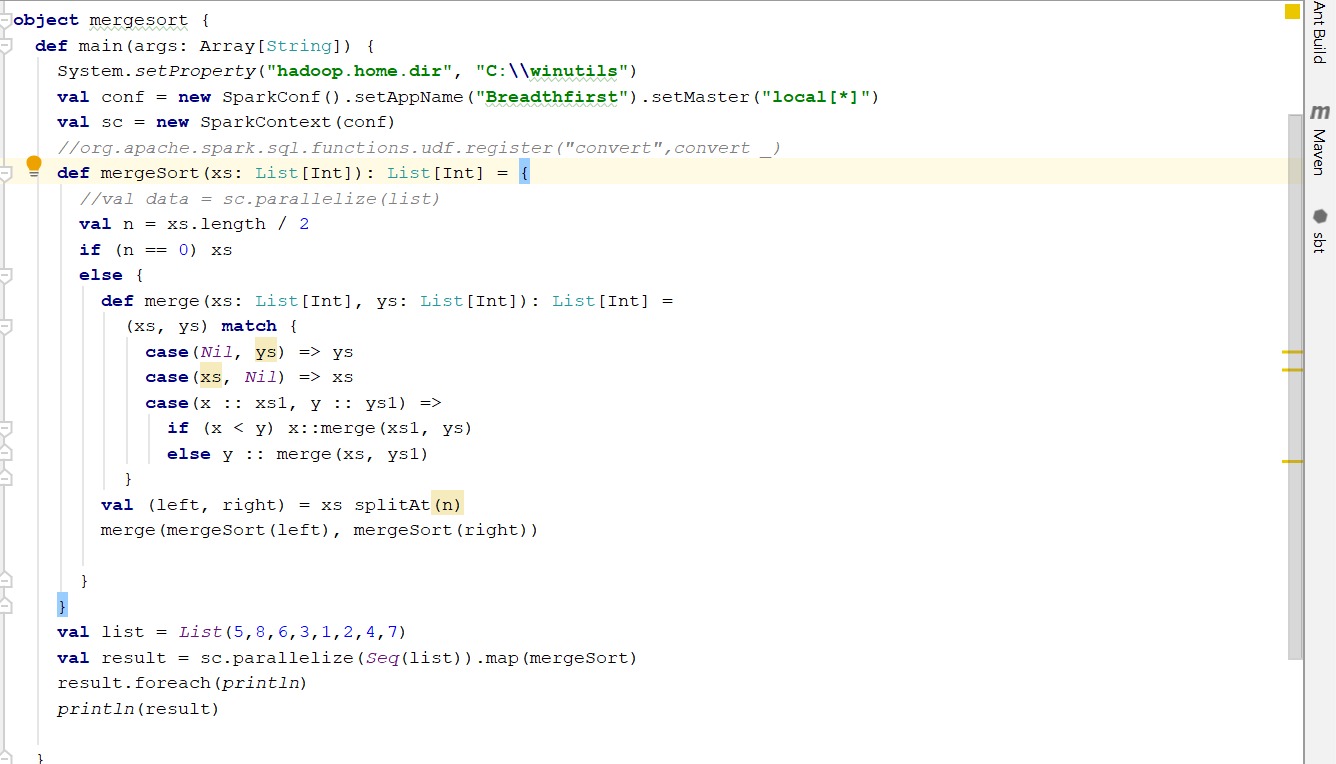 object mergesort {
  def main(args: Array[String]) {
    System.setProperty("hadoop.home.dir", "C:\\winutils")
    val conf = new SparkConf().setAppName("Breadthfirst").setMaster("local[*]")
    val sc = new SparkContext(conf)
    //org.apache.spark.sql.functions.udf.register("convert",convert _)
    def mergeSort(xs: List[Int]): List[Int] = {
      //val data = sc.parallelize(list)
      val n = xs.length / 2
      if (n == 0) xs
      else {
        def merge(xs: List[Int], ys: List[Int]): List[Int] =
          (xs, ys) match {
            case(Nil, ys) => ys
            case(xs, Nil) => xs
            case(x :: xs1, y :: ys1) =>
              if (x < y) x::merge(xs1, ys)
              else y :: merge(xs, ys1)
          }
        val (left, right) = xs splitAt(n)
        merge(mergeSort(left), mergeSort(right))
      }
    }
    val list = List(5,8,6,3,1,2,4,7)
    val result = sc.parallelize(Seq(list)).map(mergeSort)
    result.foreach(println)
    println(result)
  }
Ant Build
m
Maven
sbt